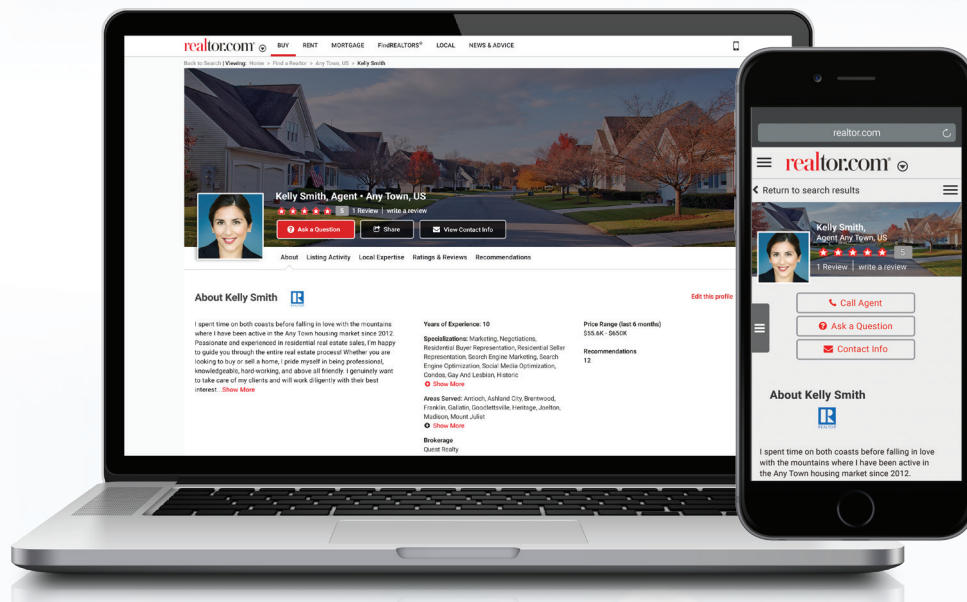 realtor.com®
BUY RENT MORTGAGE FindREALTORS® LOCAL NEWS & ADVICE
Back to Search | Viewing: Home > Find a Realtor > Any Town, US > Kelly Smith
Kelly Smith, Agent • Any Town, US
5 1 Review | write a review
Ask a Question Share View Contact Info
About Listing Activity Local Expertise Ratings & Reviews Recommendations
About Kelly Smith R
Edit this profile
I spent time on both coasts before falling in love with the mountains
where I have been active in the Any Town housing market since 2012.
Passionate and experienced in residential real estate sales, I'm happy
to guide you through the entire real estate process! Whether you are
looking to buy or sell a home, I pride myself in being professional,
knowledgeable, hard-working, and above all friendly. I genuinely want
to take care of my clients and will work diligently with their best
interest...Show More
Years of Experience: 10
Specializations: Marketing, Negotiations,
Residential Buyer Representation, Residential Seller
Representation, Search Engine Marketing, Search
Engine Optimization, Social Media Optimization,
Condos, Gay And Lesbian, Historic
Show More
Areas Served: Antioch, Ashland City, Brentwood,
Franklin, Gallatin, Goodlettsville, Heritage, Joelton,
Madison, Mount Juliet
Show More
Brokerage
Quest Realty
Price Range (last 6 months)
$55.6K - $650K
Recommendations
12
realtor.com
realtor.com®
Return to search results
Kelly Smith,
Agent Any Town, US
5
1 Review | write a review
Call Agent
Ask a Question
Contact Info
About Kelly Smith
R
REALTOR
I spent time on both coasts before falling in love
with the mountains where I have been active in
the Any Town housing market since 2012.